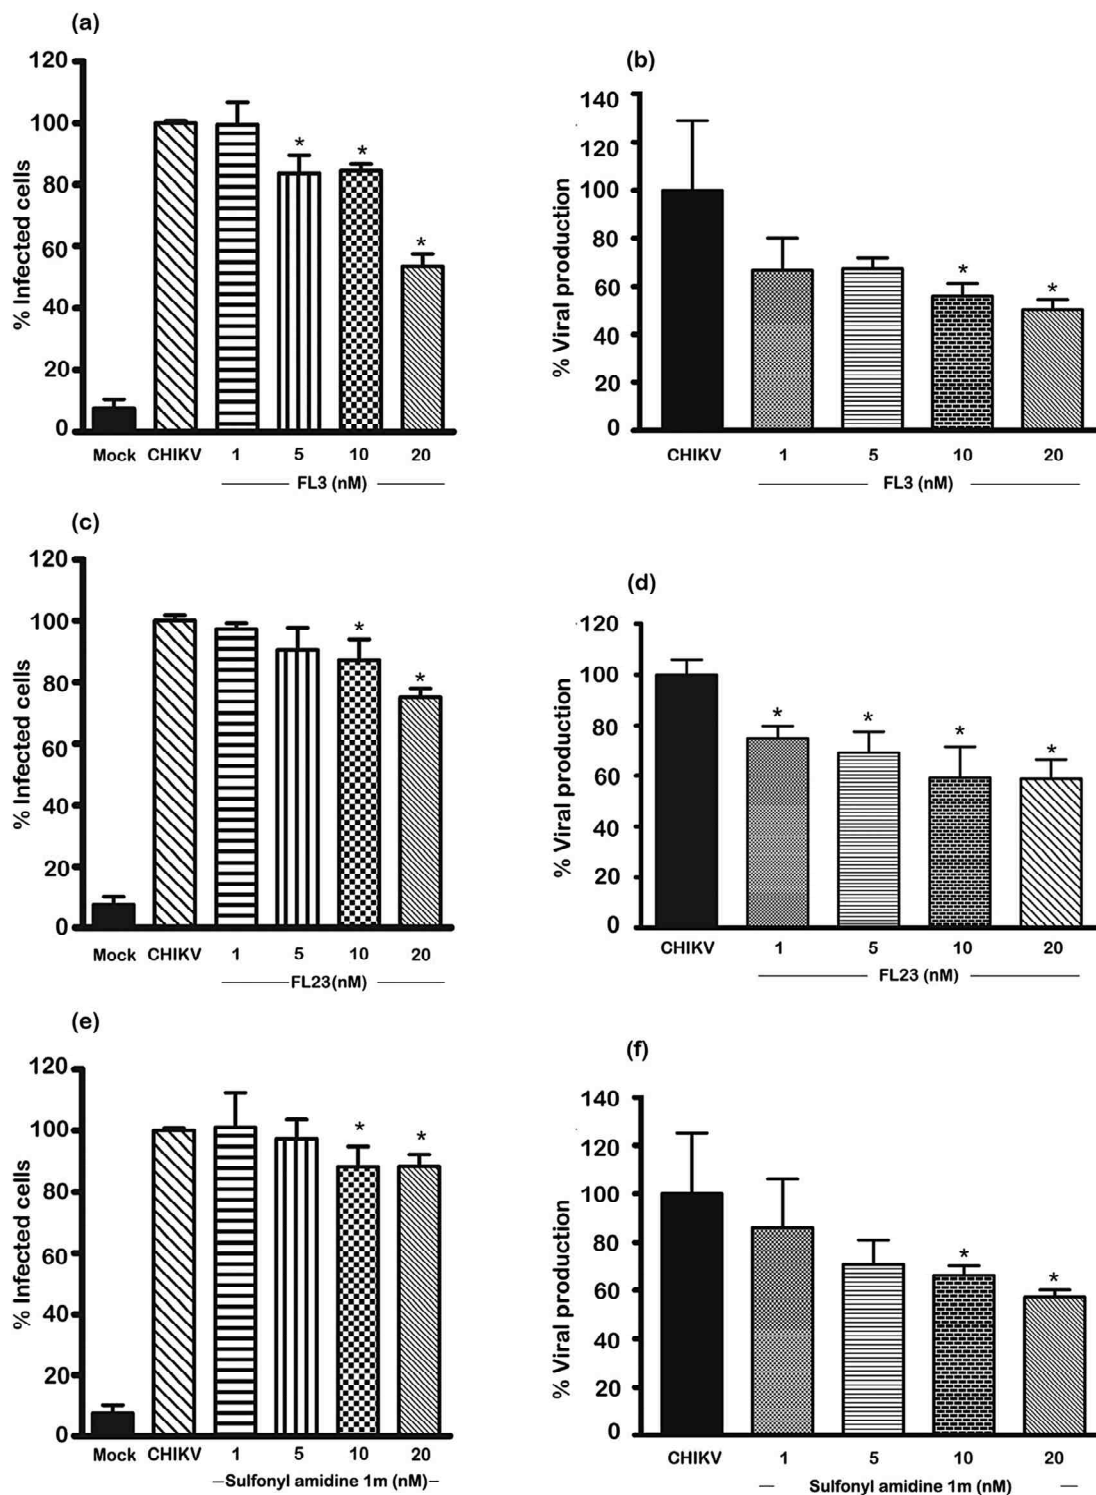 (a)
120
100
80
60
40
20
0
% Infected cells
* * *
Mock CHIKV 1 5 10 20
FL3 (nM)
(b)
140
120
100
80
60
40
20
0
% Viral production
* *
CHIKV 1 5 10 20
FL3 (nM)
(c)
120
100
80
60
40
20
0
% Infected cells
* *
Mock CHIKV 1 5 10 20
FL23(nM)
(d)
120
100
80
60
40
20
0
% Viral production
* * * *
CHIKV 1 5 10 20
FL23 (nM)
(e)
120
100
80
60
40
20
0
% Infected cells
* *
Mock CHIKV 1 5 10 20
Sulfonyl amidine 1m (nM)
(f)
140
120
100
80
60
40
20
0
% Viral production
* *
CHIKV 1 5 10 20
Sulfonyl amidine 1m (nM)